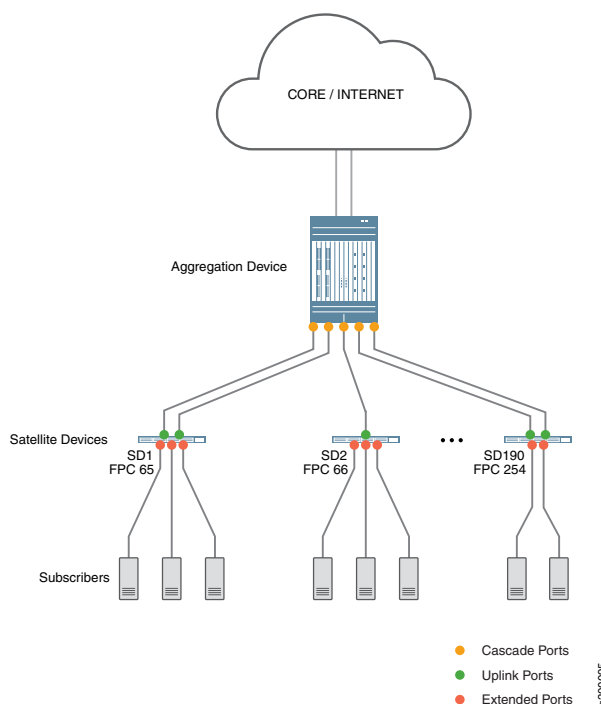 CORE / INTERNET
Aggregation Device
Satellite Devices
SD1
FPC 65
SD2
FPC 66
SD190
FPC 254
Subscribers
Cascade Ports
Uplink Ports
Extended Ports